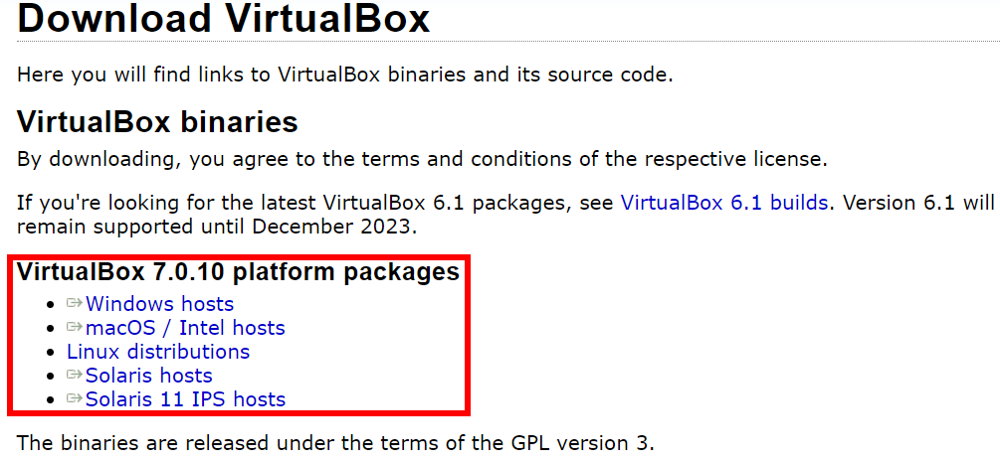 Download VirtualBox
Here you will find links to VirtualBox binaries and its source code.
VirtualBox binaries
By downloading, you agree to the terms and conditions of the respective license.
If you're looking for the latest VirtualBox 6.1 packages, see VirtualBox 6.1 builds. Version 6.1 will
remain supported until December 2023.
VirtualBox 7.0.10 platform packages
Windows hosts
macOS / Intel hosts
Linux distributions
Solaris hosts
Solaris 11 IPS hosts
The binaries are released under the terms of the GPL version 3.